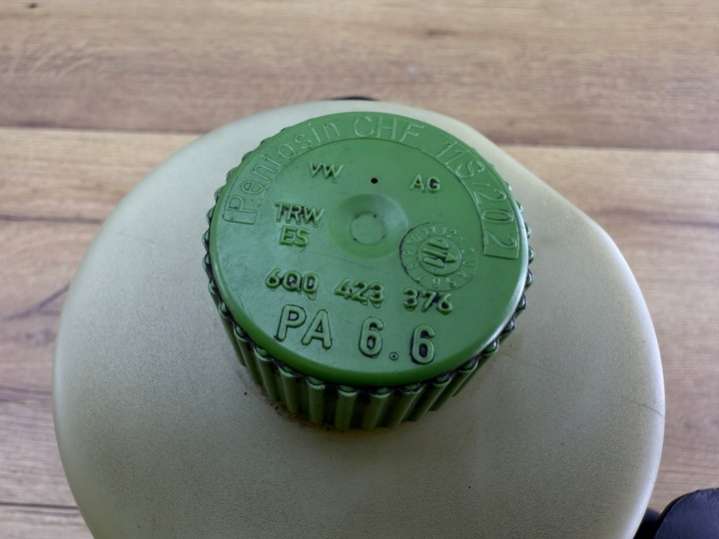 Pentosin CHF 11S/202
VW AG
TRW
ES
6Q0 423 376
PA 6.6